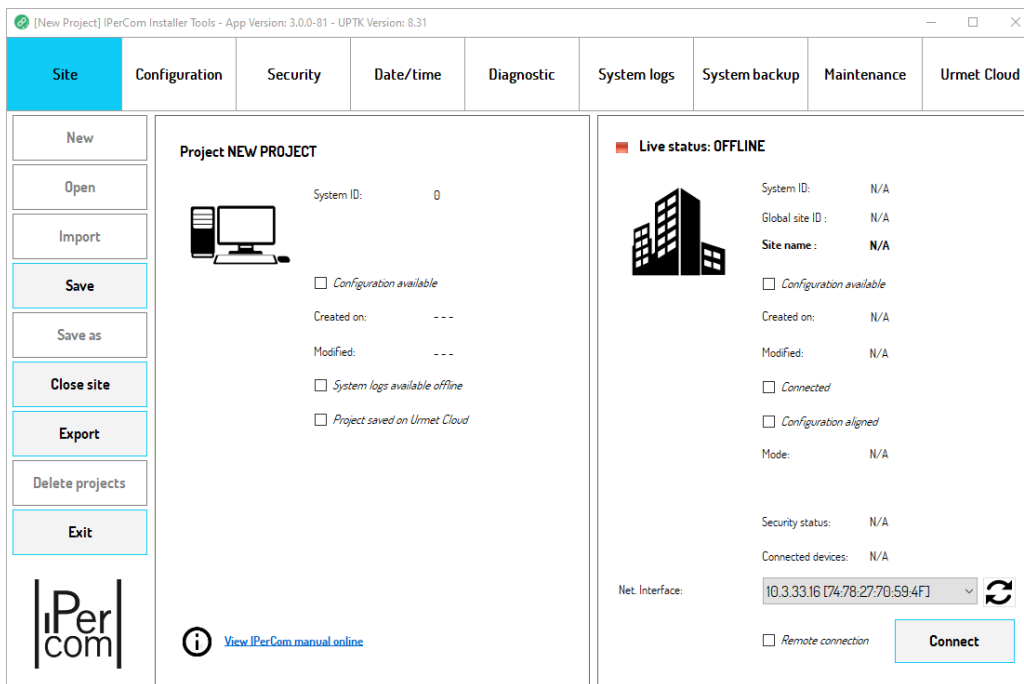 [New Project] IPerCom Installer Tools - App Version: 3.0.0-81 - UPTK Version: 8.31
Site
Configuration
Security
Date/time
Diagnostic
System logs
System backup
Maintenance
Urmet Cloud
New
Open
Import
Save
Save as
Close site
Export
Delete projects
Exit
IPer
com
Project NEW PROJECT
System ID: 0
Configuration available
Created on: ---
Modified: ---
System logs available offline
Project saved on Urmet Cloud
View IPerCom manual online
Live status: OFFLINE
System ID: N/A
Global site ID : N/A
Site name : N/A
Configuration available
Created on: N/A
Modified: N/A
Connected
Configuration aligned
Mode: N/A
Security status: N/A
Connected devices: N/A
Net. Interface: 10.3.33.16 [74:78:27:70:59:4F]
Remote connection
Connect